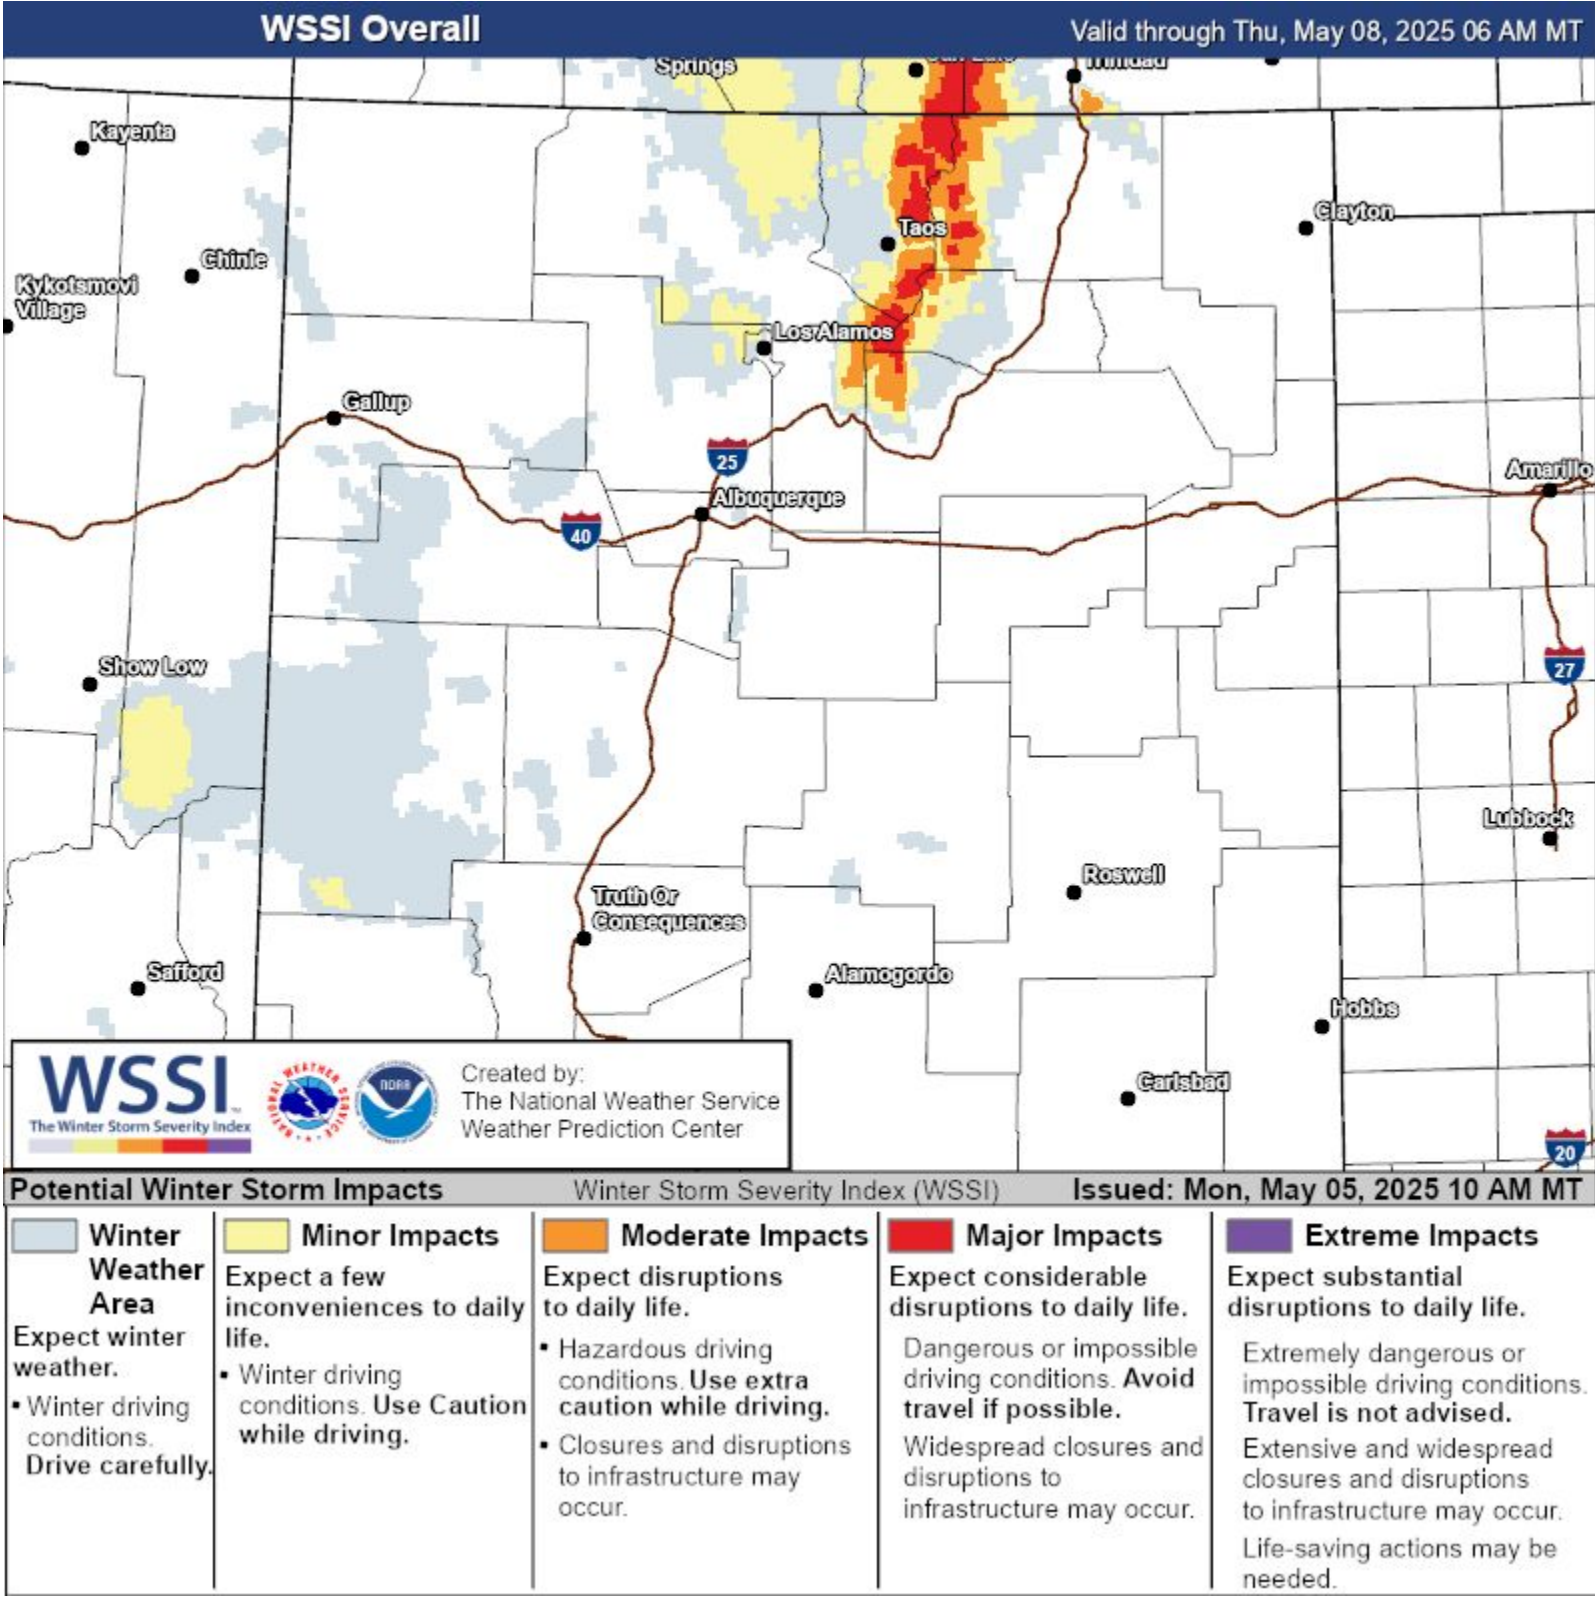 WSSI Overall
Valid through Thu, May 08, 2025 06 AM MT
Springs
Trinidad
Kayenta
Clayton
Taos
Chinle
Kykotsmovi
Village
Los Alamos
Gallup
25
Amarillo
Albuquerque
40
Show Low
27
Lubbock
Roswell
Truth Or
Consequences
Safford
Alamogordo
Hobbs
Carlsbad
20
WSSI
The Winter Storm Severity Index
NATIONAL WEATHER SERVICE
NOAA
Created by:
The National Weather Service
Weather Prediction Center
Potential Winter Storm Impacts
Winter Storm Severity Index (WSSI)
Issued: Mon, May 05, 2025 10 AM MT
Winter
Weather
Area
Expect winter
weather.
▪ Winter driving
conditions.
Drive carefully.
Minor Impacts
Expect a few
inconveniences to daily
life.
▪ Winter driving
conditions. Use Caution
while driving.
Moderate Impacts
Expect disruptions
to daily life.
▪ Hazardous driving
conditions. Use extra
caution while driving.
▪ Closures and disruptions
to infrastructure may
occur.
Major Impacts
Expect considerable
disruptions to daily life.
Dangerous or impossible
driving conditions. Avoid
travel if possible.
Widespread closures and
disruptions to
infrastructure may occur.
Extreme Impacts
Expect substantial
disruptions to daily life.
Extremely dangerous or
impossible driving conditions.
Travel is not advised.
Extensive and widespread
closures and disruptions
to infrastructure may occur.
Life-saving actions may be
needed.